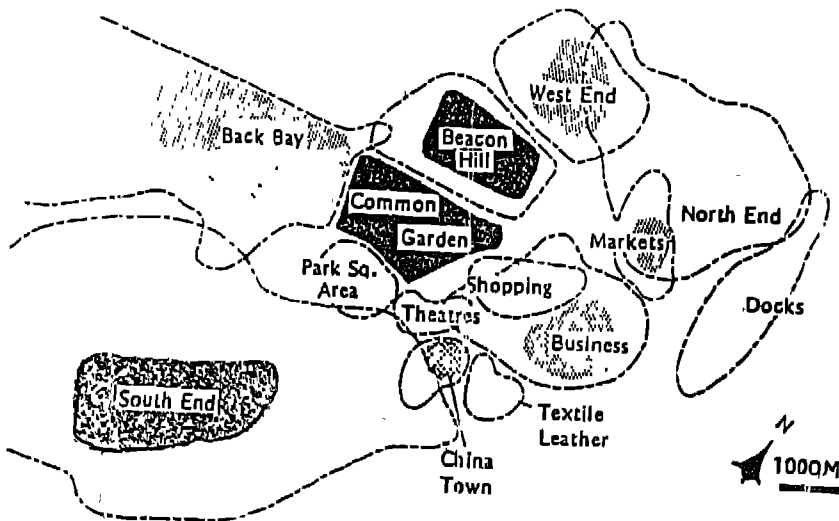 West End
Back Bay
Beacon
Hill
Common
Garden
North End
Markets
Park Sq.
Area
Shopping
Docks
Theatres
Business
South End
Textile
Leather
China
Town
N
1000M